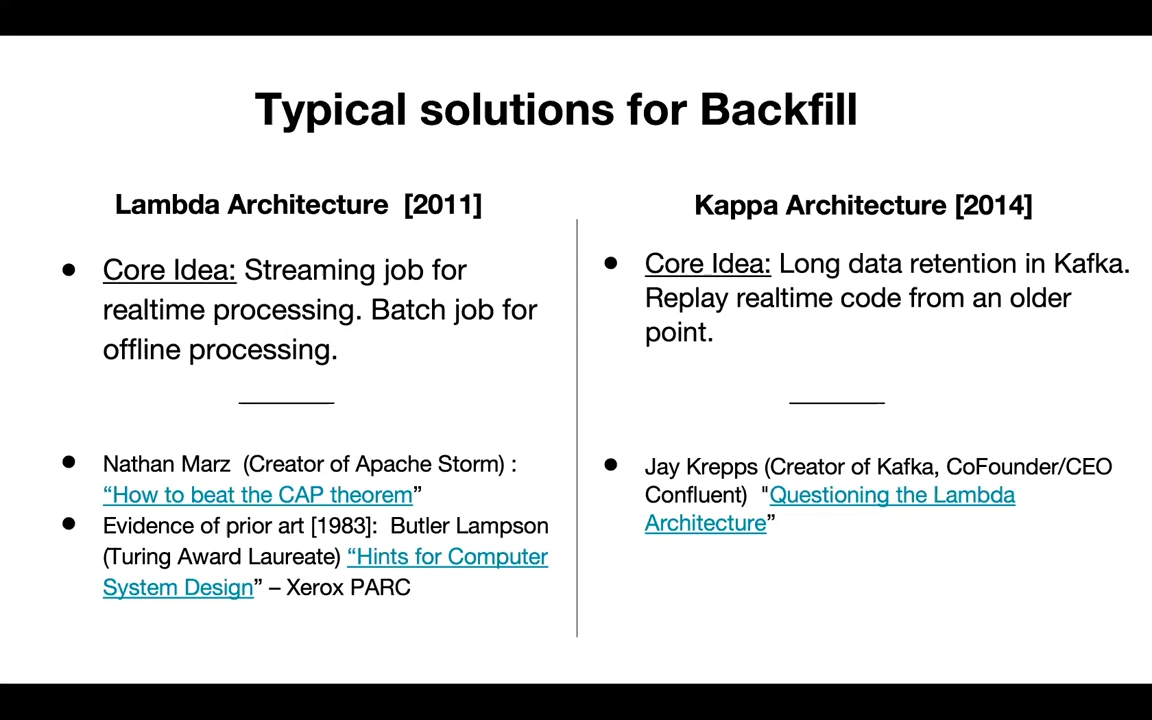 Typical solutions for Backfill
Lambda Architecture [2011]
● Core Idea: Streaming job for
realtime processing. Batch job for
offline processing.
● Nathan Marz (Creator of Apache Storm) :
“How to beat the CAP theorem”
● Evidence of prior art [1983]: Butler Lampson
(Turing Award Laureate) “Hints for Computer
System Design” – Xerox PARC
Kappa Architecture [2014]
● Core Idea: Long data retention in Kafka.
Replay realtime code from an older
point.
● Jay Krepps (Creator of Kafka, CoFounder/CEO
Confluent) "Questioning the Lambda
Architecture”